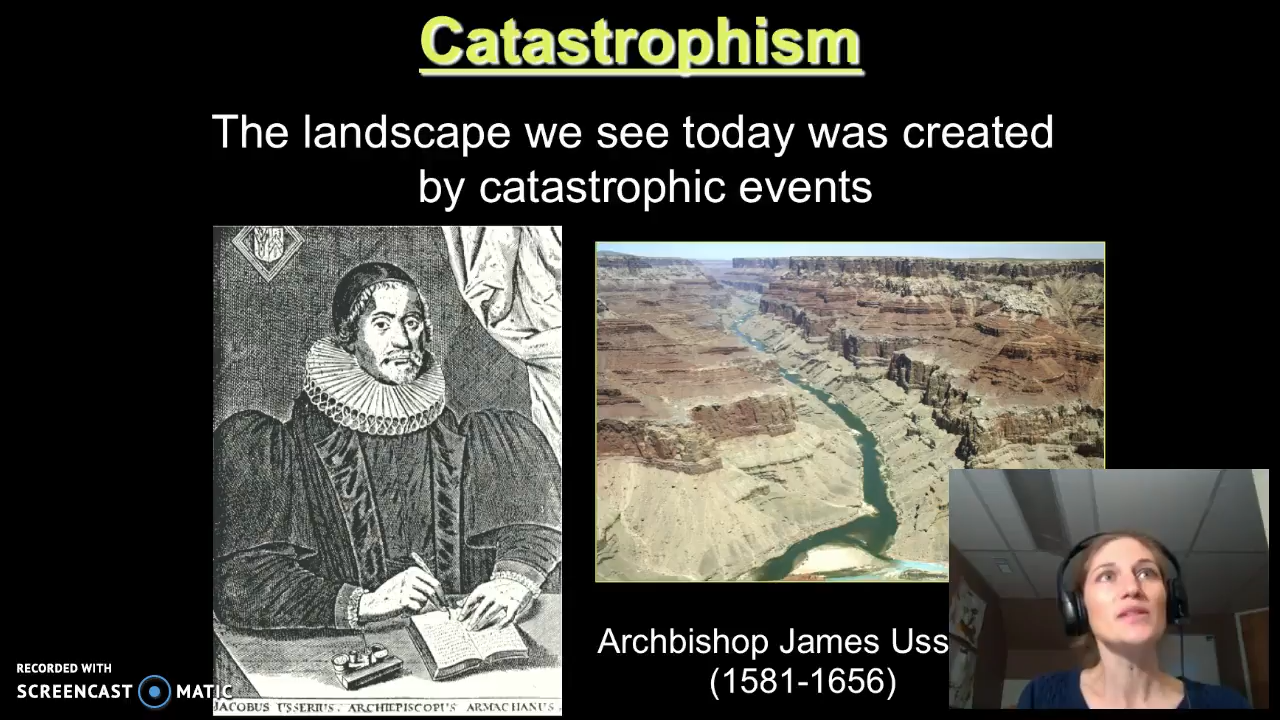 Catastrophism
The landscape we see today was created
by catastrophic events
Archbishop James Uss
(1581-1656)
RECORDED WITH
SCREENCAST MATIC
JACOBUS USSERIUS, ARCHIEPISCOPUS ARMACHANUS,